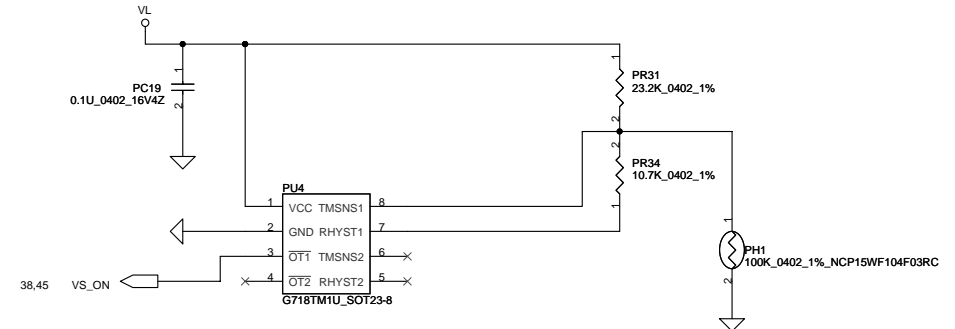 VL
1
PC19
0.1U_0402_16V4Z
2
1
PR31
23.2K_0402_1%
2
2
PR34
10.7K_0402_1%
1
PU4
1 VCC TMSNS1 8
2 GND RHYST1 7
3 OT1 TMSNS2 6
4 OT2 RHYST2 5
G718TM1U_SOT23-8
38,45 VS_ON
1
PH1
100K_0402_1%_NCP15WF104F03RC
2